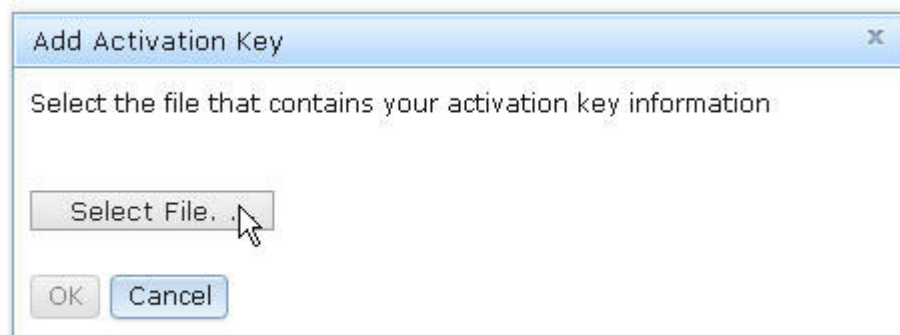 Add Activation Key x
Select the file that contains your activation key information
Select File. .
OK Cancel